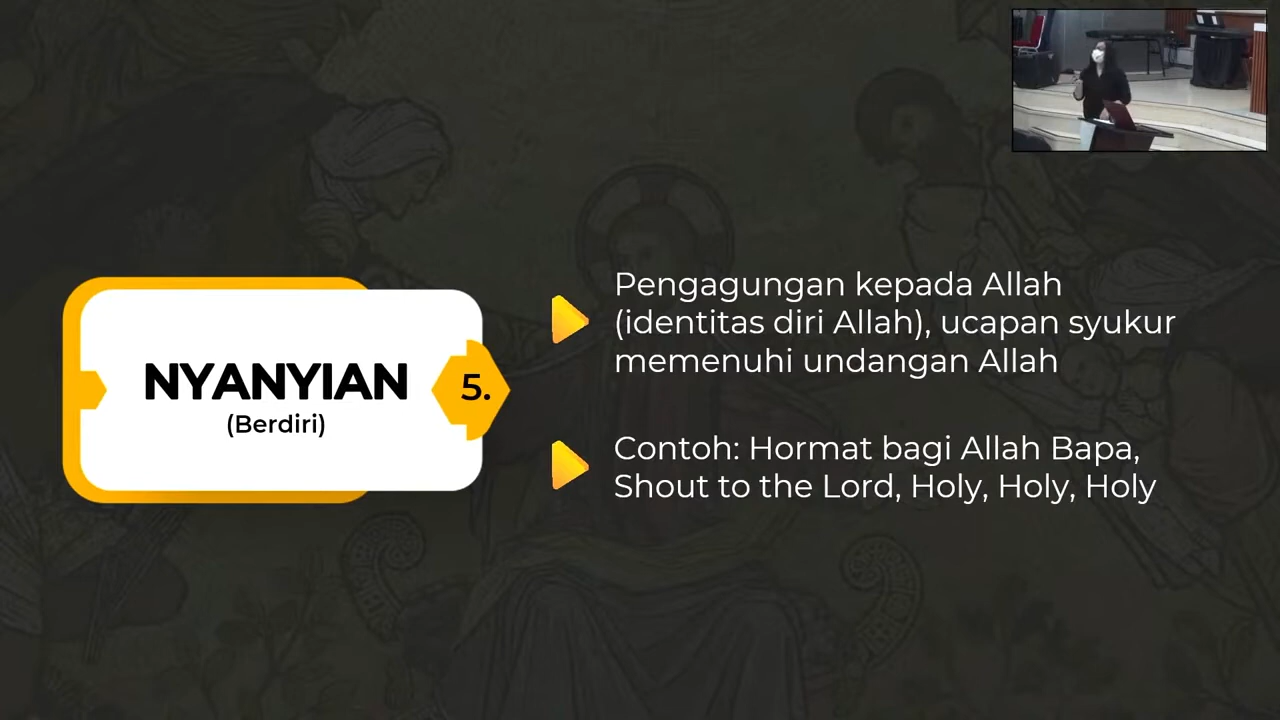 NYANYIAN
(Berdiri)
5.
Pengagungan kepada Allah
(identitas diri Allah), ucapan syukur
memenuhi undangan Allah
Contoh: Hormat bagi Allah Bapa,
Shout to the Lord, Holy, Holy, Holy